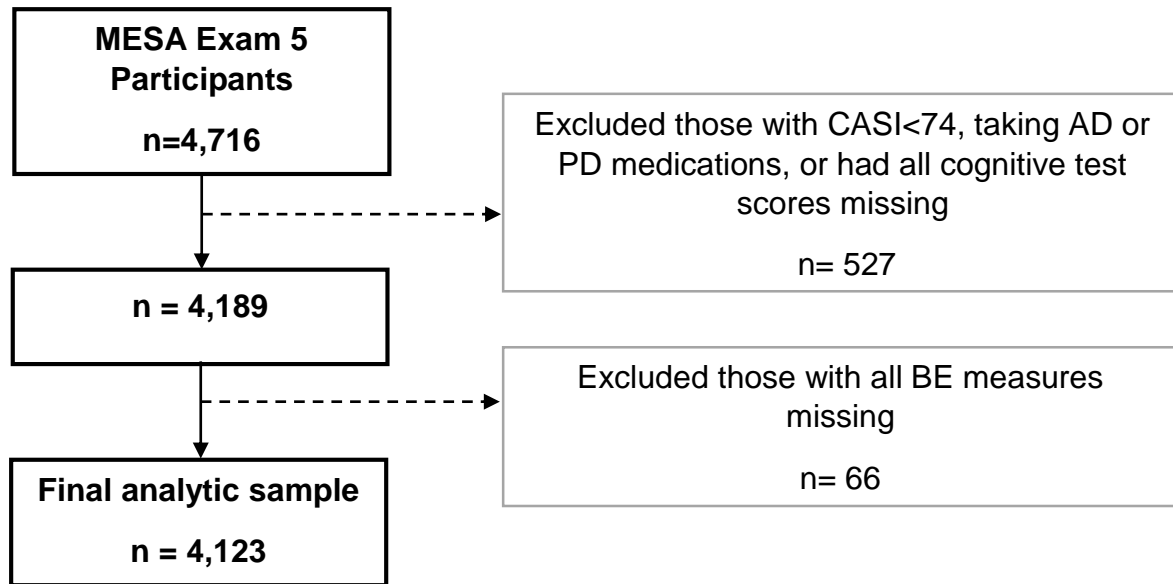 MESA Exam 5
Participants
n=4,716
Excluded those with CASI<74, taking AD or
PD medications, or had all cognitive test
scores missing
n= 527
n = 4,189
Excluded those with all BE measures
missing
n= 66
Final analytic sample
n = 4,123